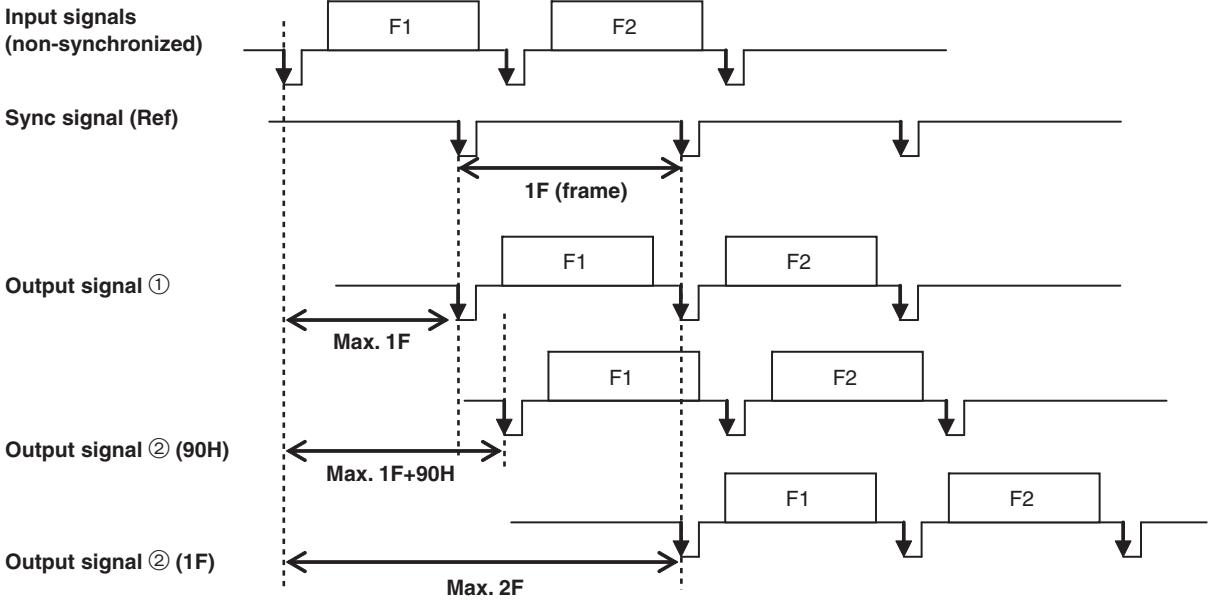 Input signals
(non-synchronized)
F1
F2
Sync signal (Ref)
1F (frame)
F1
F2
Output signal ①
Max. 1F
F1
F2
Output signal ② (90H)
Max. 1F+90H
F1
F2
Output signal ② (1F)
Max. 2F